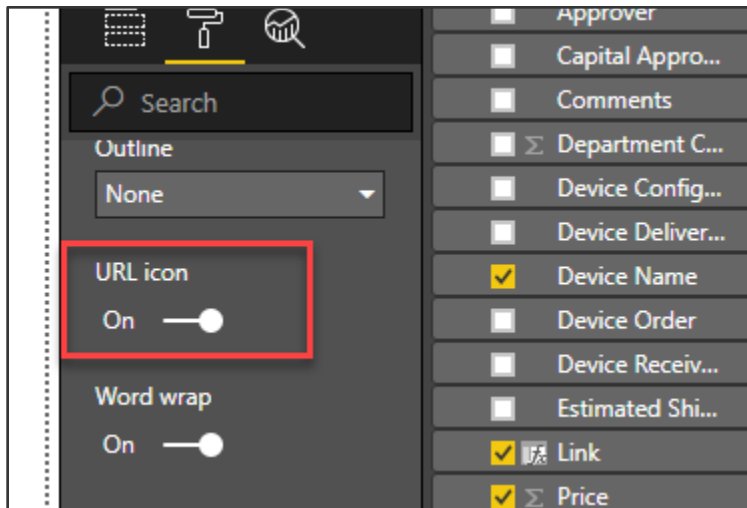 Search
Outline
None
URL icon
On
Word wrap
On
Approver
Capital Appro...
Comments
Department C...
Device Config...
Device Deliver...
Device Name
Device Order
Device Receiv...
Estimated Shi...
Link
Price